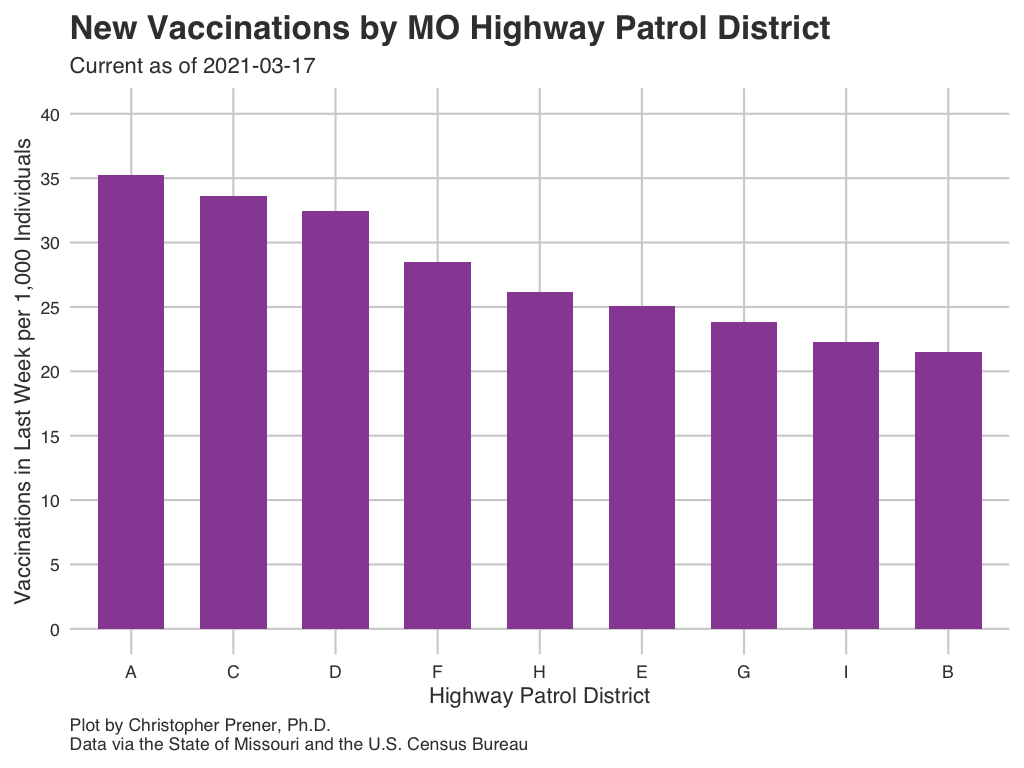 New Vaccinations by MO Highway Patrol District
Current as of 2021-03-17
Vaccinations in Last Week per 1,000 Individuals
40
35
30
25
20
15
10
5
0
A C D F H E G I B
Highway Patrol District
Plot by Christopher Prener, Ph.D.
Data via the State of Missouri and the U.S. Census Bureau